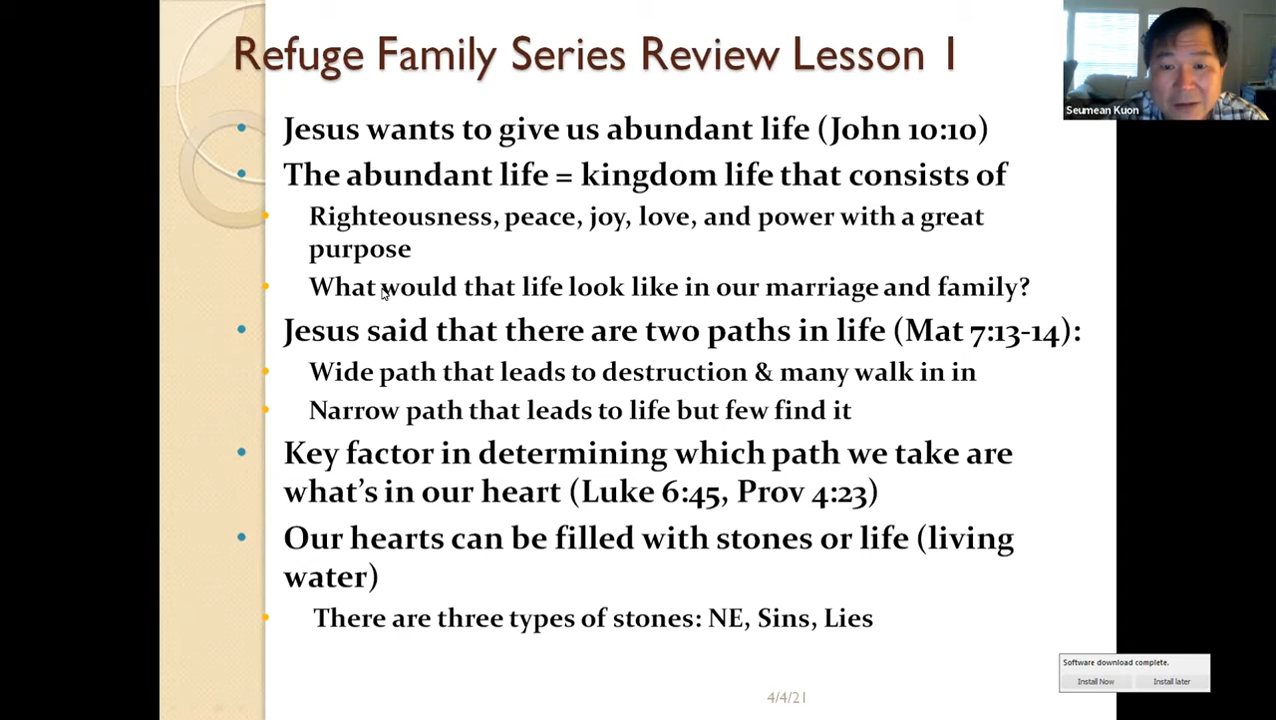 Refuge Family Series Review Lesson 1
Seumean Kuon
Jesus wants to give us abundant life (John 10:10)
The abundant life = kingdom life that consists of
Righteousness, peace, joy, love, and power with a great
purpose
What would that life look like in our marriage and family?
Jesus said that there are two paths in life (Mat 7:13-14):
Wide path that leads to destruction & many walk in in
Narrow path that leads to life but few find it
Key factor in determining which path we take are
what's in our heart (Luke 6:45, Prov 4:23)
Our hearts can be filled with stones or life (living
water)
There are three types of stones: NE, Sins, Lies
Software download complete.
Install Now Install later
4/4/21